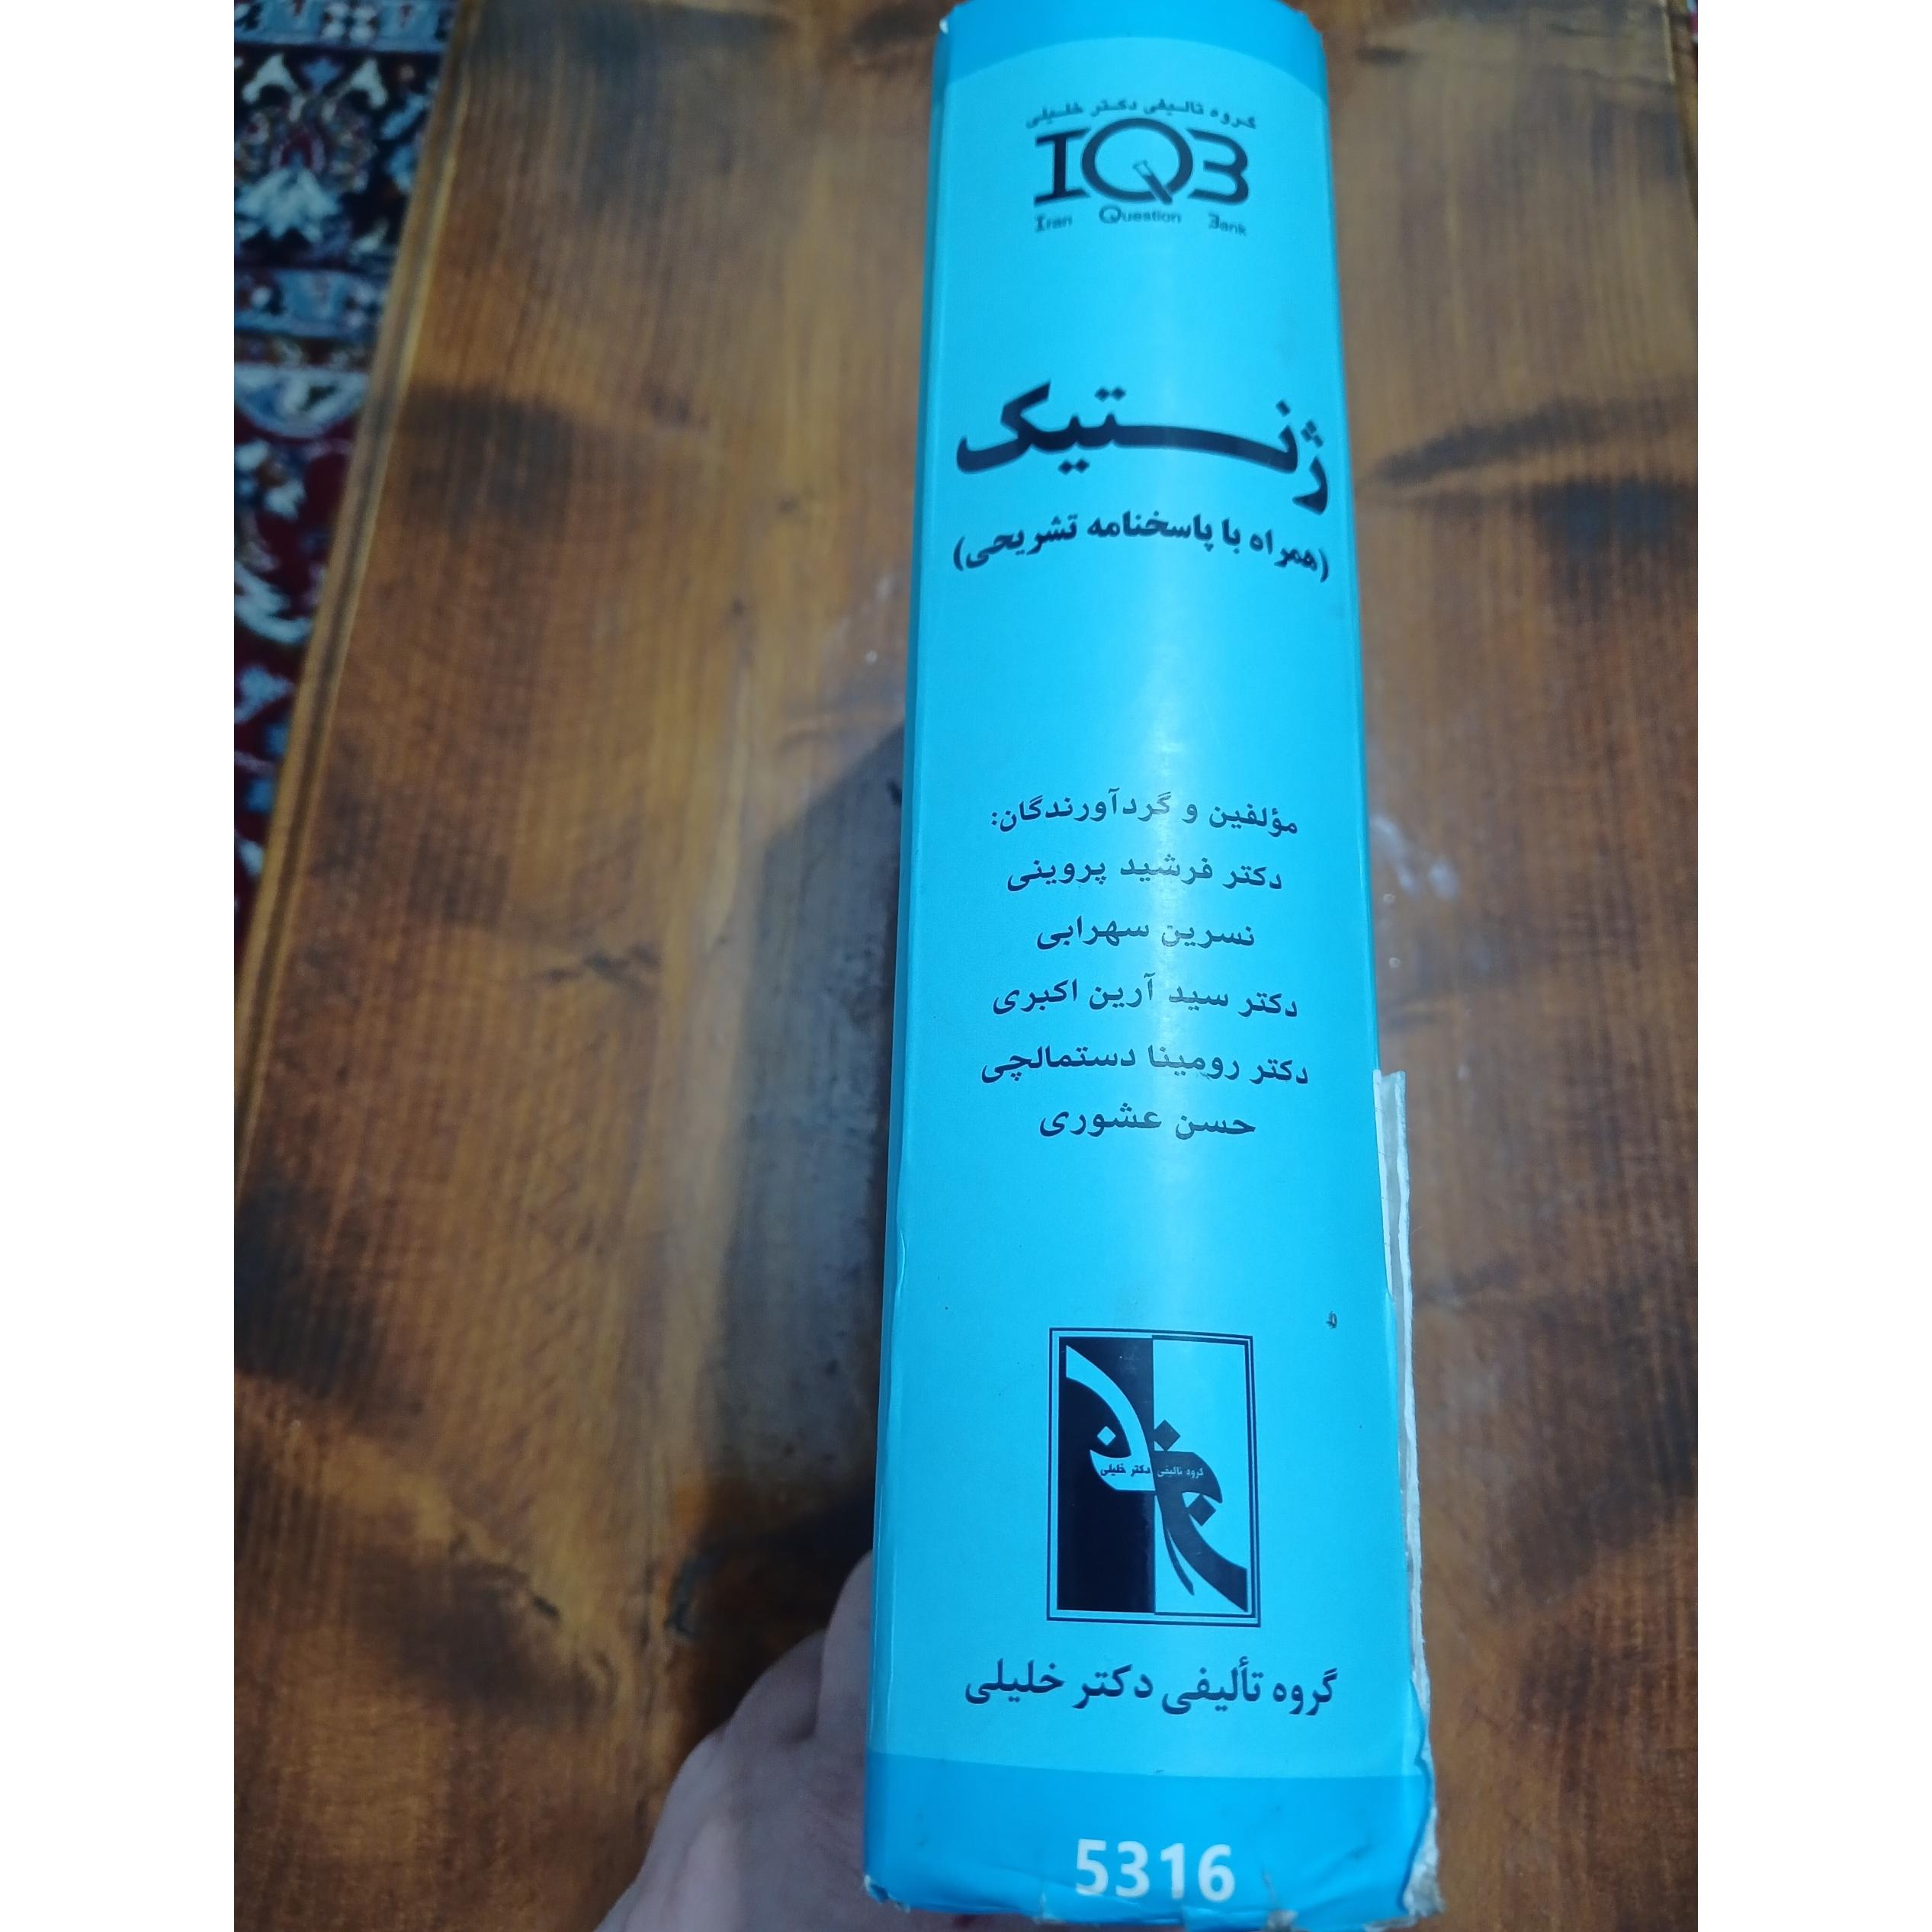 گروه تالیفی دکتر خلیلی
IQB
Iran Question Bank
ژنتیک
(همراه با پاسخنامه تشریحی)
مؤلفین و گردآورندگان:
دکتر فرشید پروینی
نسرین سهرابی
دکتر سید آرین اکبری
دکتر رومینا دستمالچی
حسن عشوری
گروه تالیفی دکتر خلیلی
گروه تألیفی دکتر خلیلی
5316